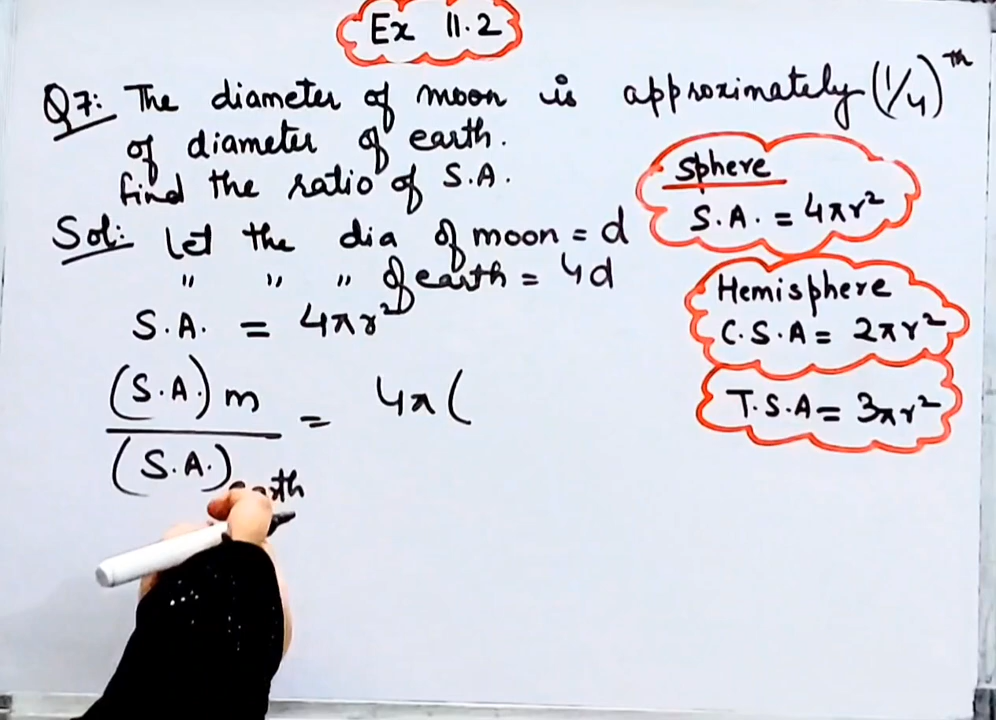 Ex 11.2
Q7: The diameter of moon is approximately (1/4)th
of diameter of earth.
find the ratio of S.A.
Sol: Let the dia of moon = d
" " " of earth = 4d
S.A. = 4πr²
(S.A.) m = 4π (
(S.A.) earth
Sphere
S.A. = 4πr²
Hemisphere
C.S.A = 2πr²
T.S.A = 3πr²